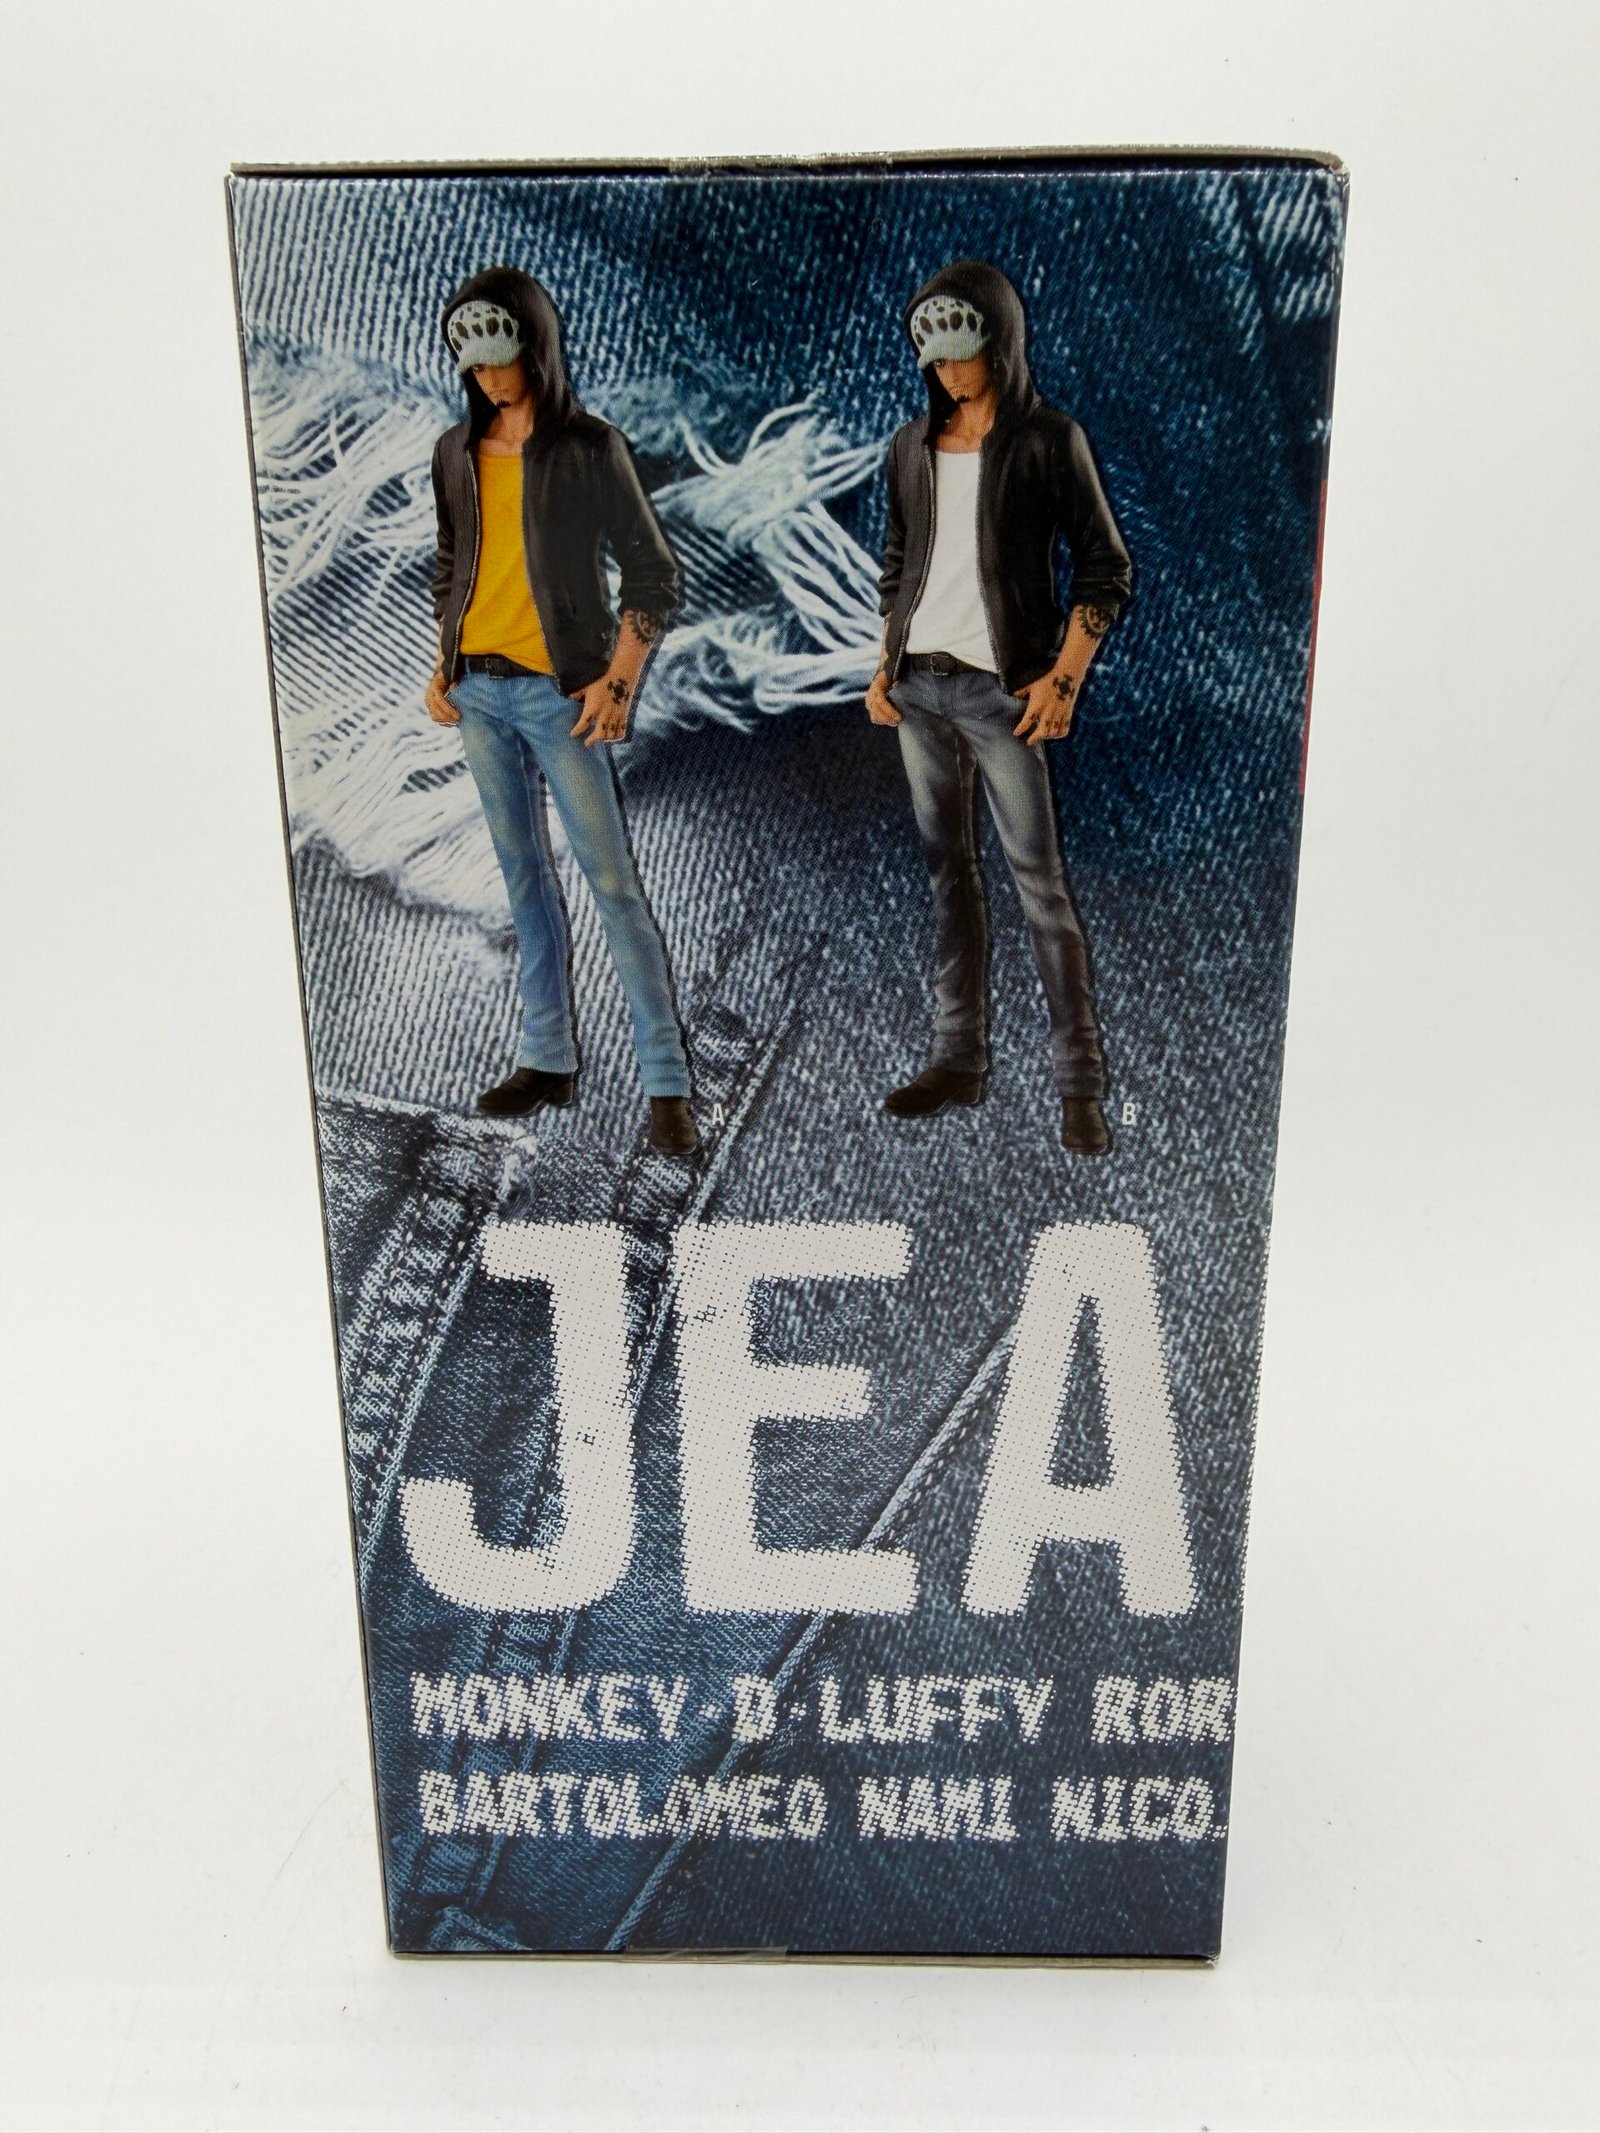 A B
JEA
MONKEY·D·LUFFY ROR
BARTOLOMEO NAMI NICO.